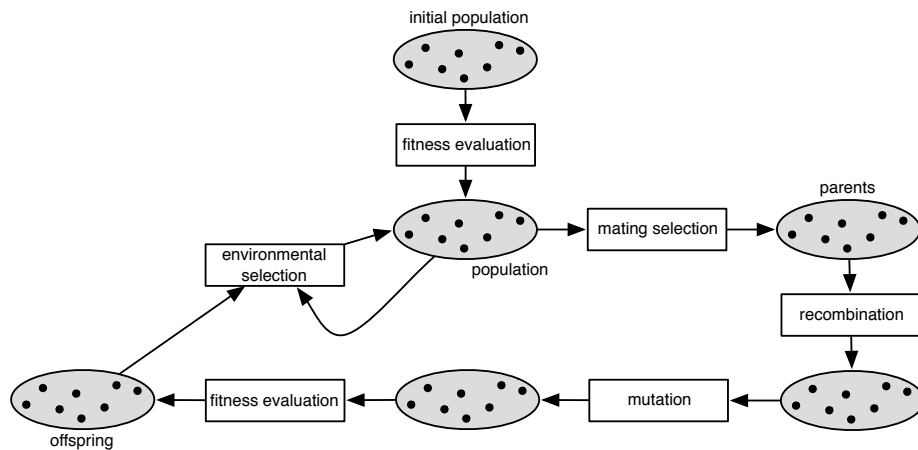 initial population
fitness evaluation
parents
mating selection
population
environmental
selection
recombination
fitness evaluation
mutation
offspring